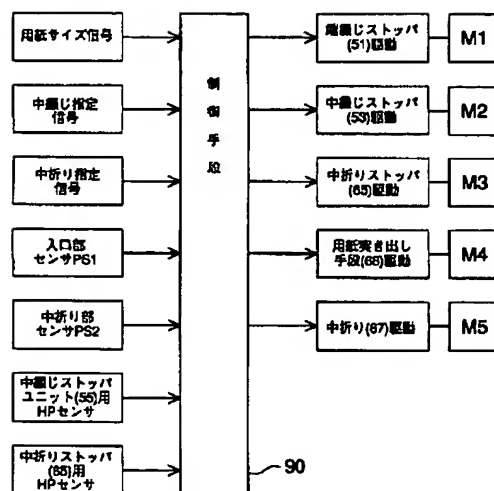 用紙サイズ信号
中綴じ指定
信号
中折り指定
信号
入口部
センサPS1
中折り部
センサPS2
中綴じストッパ
ユニット(55)用
HPセンサ
中折りストッパ
(65)用
HPセンサ
制
御
手
段
90
端綴じストッパ
(51)駆動
M1
中綴じストッパ
(53)駆動
M2
中折りストッパ
(65)駆動
M3
用紙突き出し
手段(68)駆動
M4
中折り(67)駆動
M5